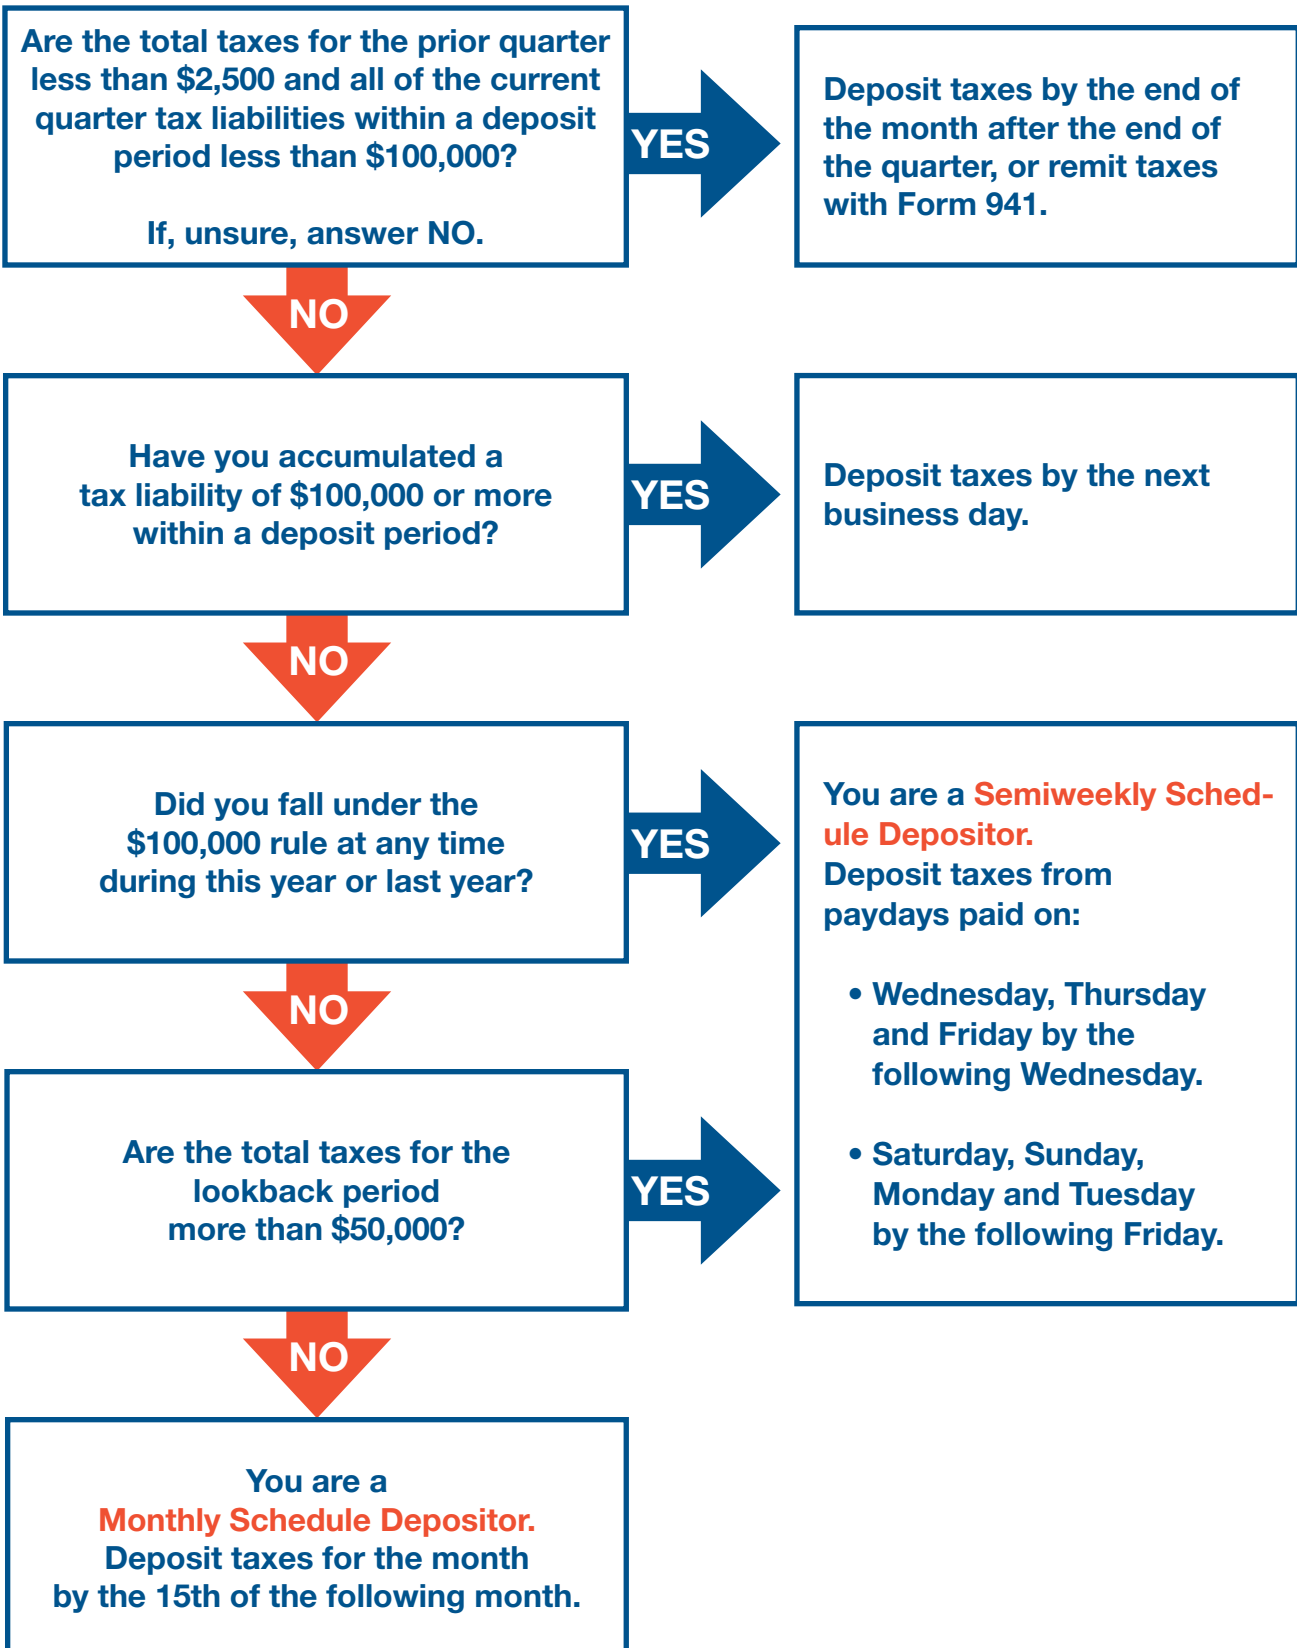 Are the total taxes for the prior quarter
less than $2,500 and all of the current
quarter tax liabilities within a deposit
period less than $100,000?
If, unsure, answer NO.
YES
Deposit taxes by the end of
the month after the end of
the quarter, or remit taxes
with Form 941.
NO
Have you accumulated a
tax liability of $100,000 or more
within a deposit period?
YES
Deposit taxes by the next
business day.
NO
Did you fall under the
$100,000 rule at any time
during this year or last year?
YES
You are a Semiweekly Sched-
ule Depositor.
Deposit taxes from
paydays paid on:
• Wednesday, Thursday
and Friday by the
following Wednesday.
• Saturday, Sunday,
Monday and Tuesday
by the following Friday.
NO
Are the total taxes for the
lookback period
more than $50,000?
YES
NO
You are a
Monthly Schedule Depositor.
Deposit taxes for the month
by the 15th of the following month.